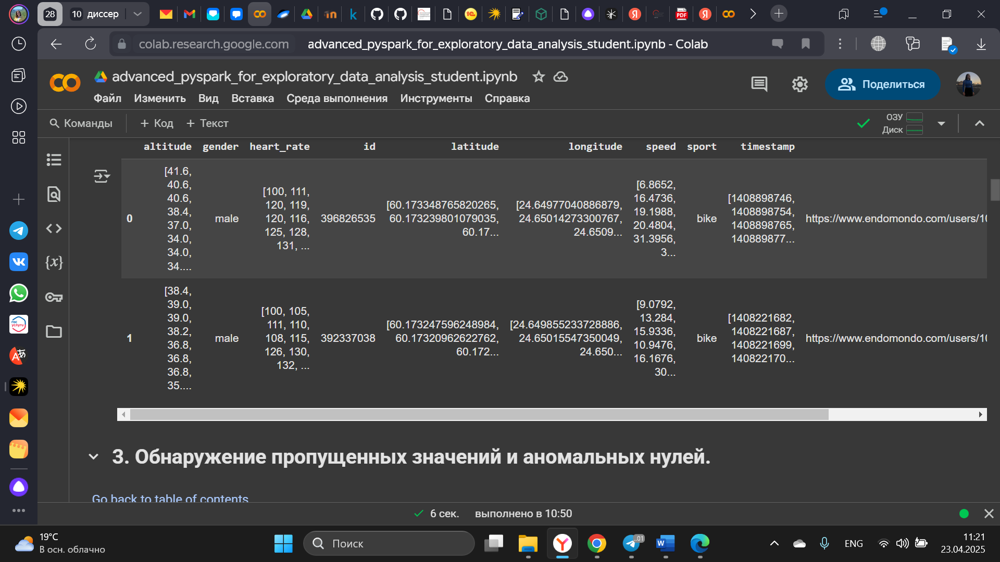 28
10 диссер
colab.research.google.com
advanced_pyspark_for_exploratory_data_analysis_student.ipynb - Colab
advanced_pyspark_for_exploratory_data_analysis_student.ipynb
Файл Изменить Вид Вставка Среда выполнения Инструменты Справка
Поделиться
Команды
+ Код + Текст
ОЗУ
Диск
altitude gender heart_rate id latitude longitude speed sport timestamp
0
[41.6,
40.6,
40.6,
38.4,
37.0,
34.0,
34.0,
34....
male
[100, 111,
120, 119,
120, 116,
125, 128,
131, ...
396826535
[60.173348765820265,
60.173239801079035,
60.17...
[24.64977040886879,
24.65014273300767,
24.6509...
[6.8652,
16.4736,
19.1988,
20.4804,
31.3956,
3...
bike
[1408898746,
1408898754,
1408898765,
140889877...
https://www.endomondo.com/users/10
1
[38.4,
39.0,
39.0,
38.2,
36.8,
36.8,
36.8,
35....
male
[100, 105,
111, 110,
108, 115,
126, 130,
132, ...
392337038
[60.173247596248984,
60.17320962622762,
60.172...
[24.649855233728886,
24.65015547350049,
24.650...
[9.0792,
13.284,
15.9336,
10.9476,
16.1676,
30...
bike
[1408221682,
1408221687,
1408221699,
140822170...
https://www.endomondo.com/users/10
3. Обнаружение пропущенных значений и аномальных нулей.
Go back to table of contents
6 сек. выполнено в 10:50
19°C
В осн. облачно
Поиск
ENG
11:21
23.04.2025